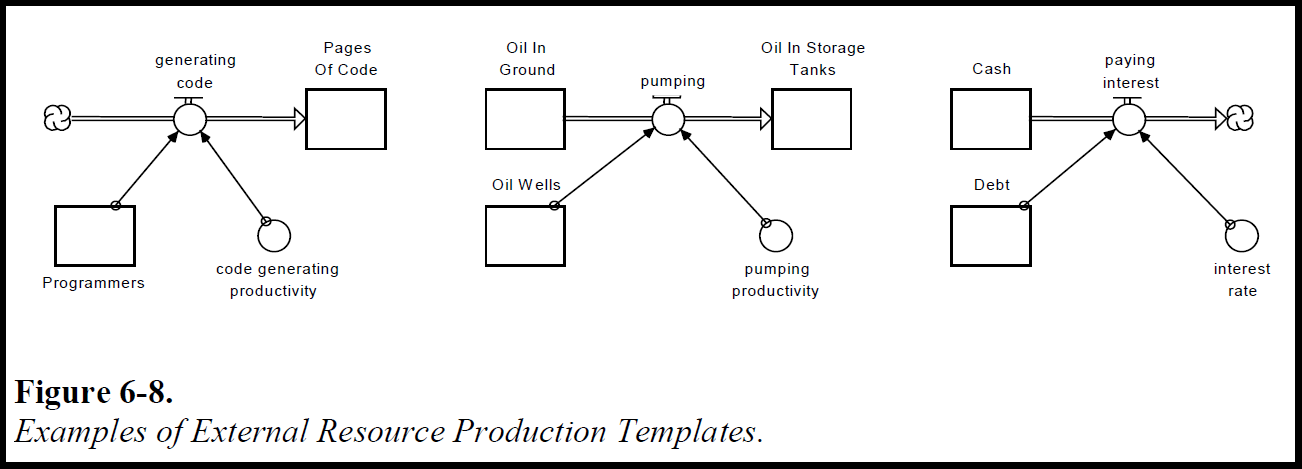 generating
code
Pages
Of Code
Programmers
code generating
productivity
Oil In
Ground
pumping
Oil In Storage
Tanks
Oil Wells
pumping
productivity
Cash
paying
interest
Debt
interest
rate
Figure 6-8.
Examples of External Resource Production Templates.